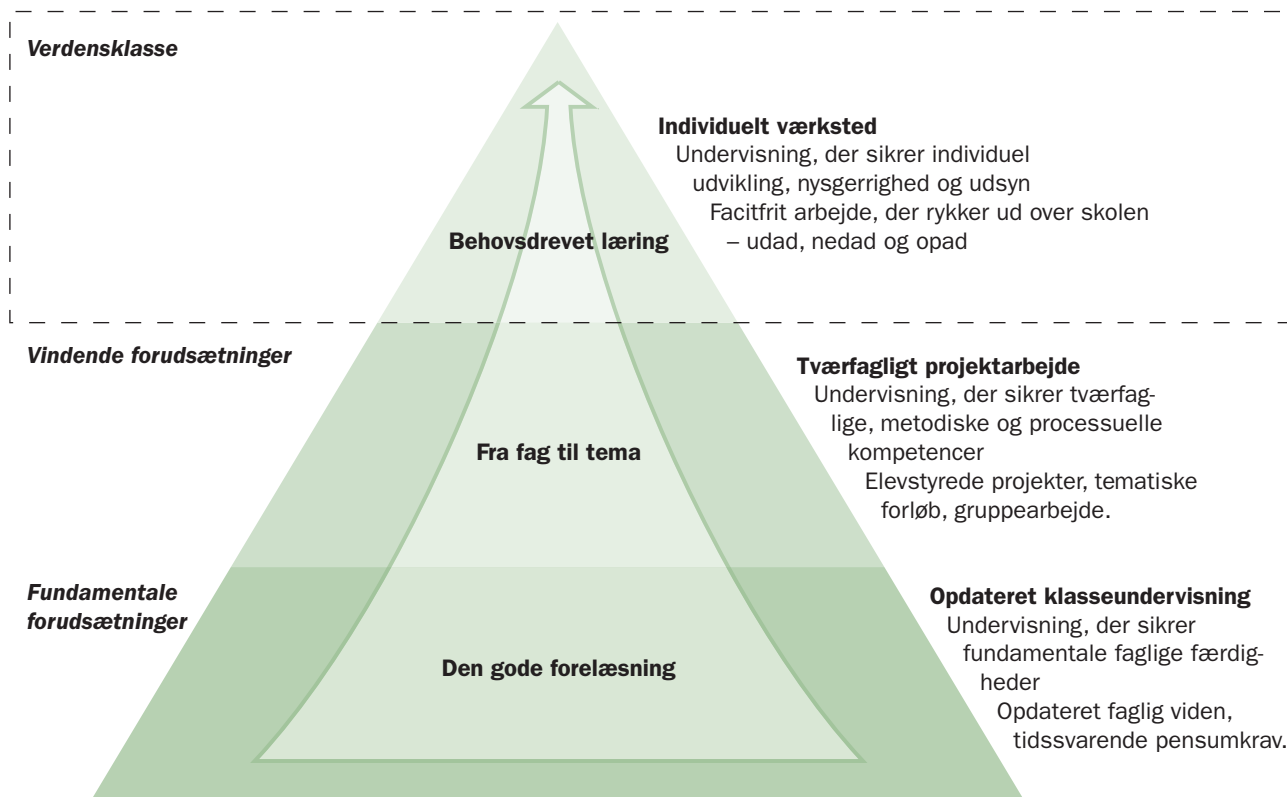 Verdensklasse
Individuelt værksted
Undervisning, der sikrer individuel
udvikling, nysgerrighed og udsyn
Facitfrit arbejde, der rykker ud over skolen
– udad, nedad og opad
Behovsdrevet læring
Vindende forudsætninger
Tværfagligt projektarbejde
Undervisning, der sikrer tværfag-
lige, metodiske og processuelle
kompetencer
Elevstyrede projekter, tematiske
forløb, gruppearbejde.
Fra fag til tema
Fundamentale
forudsætninger
Opdateret klasseundervisning
Undervisning, der sikrer
fundamentale faglige færdig-
heder
Opdateret faglig viden,
tidssvarende pensumkrav.
Den gode forelæsning